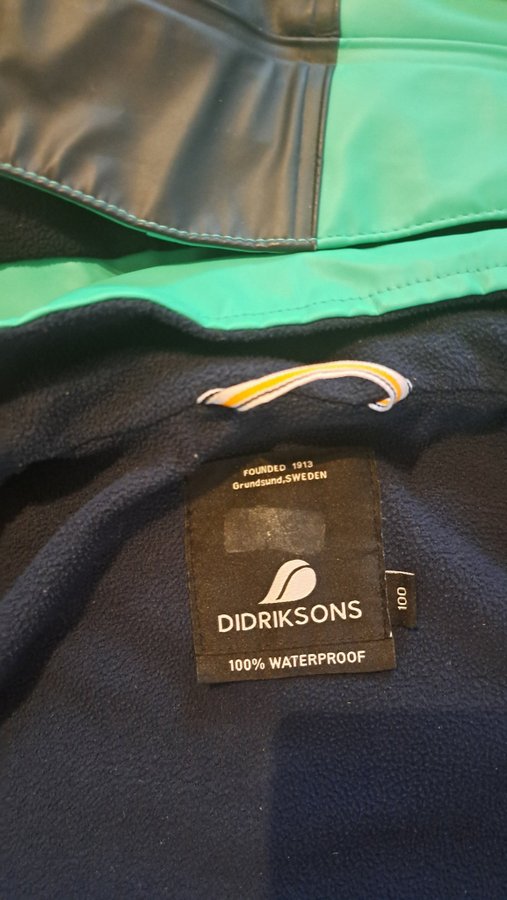 FOUNDED 1913
Grundsund,SWEDEN
DIDRIKSONS
100
100% WATERPROOF